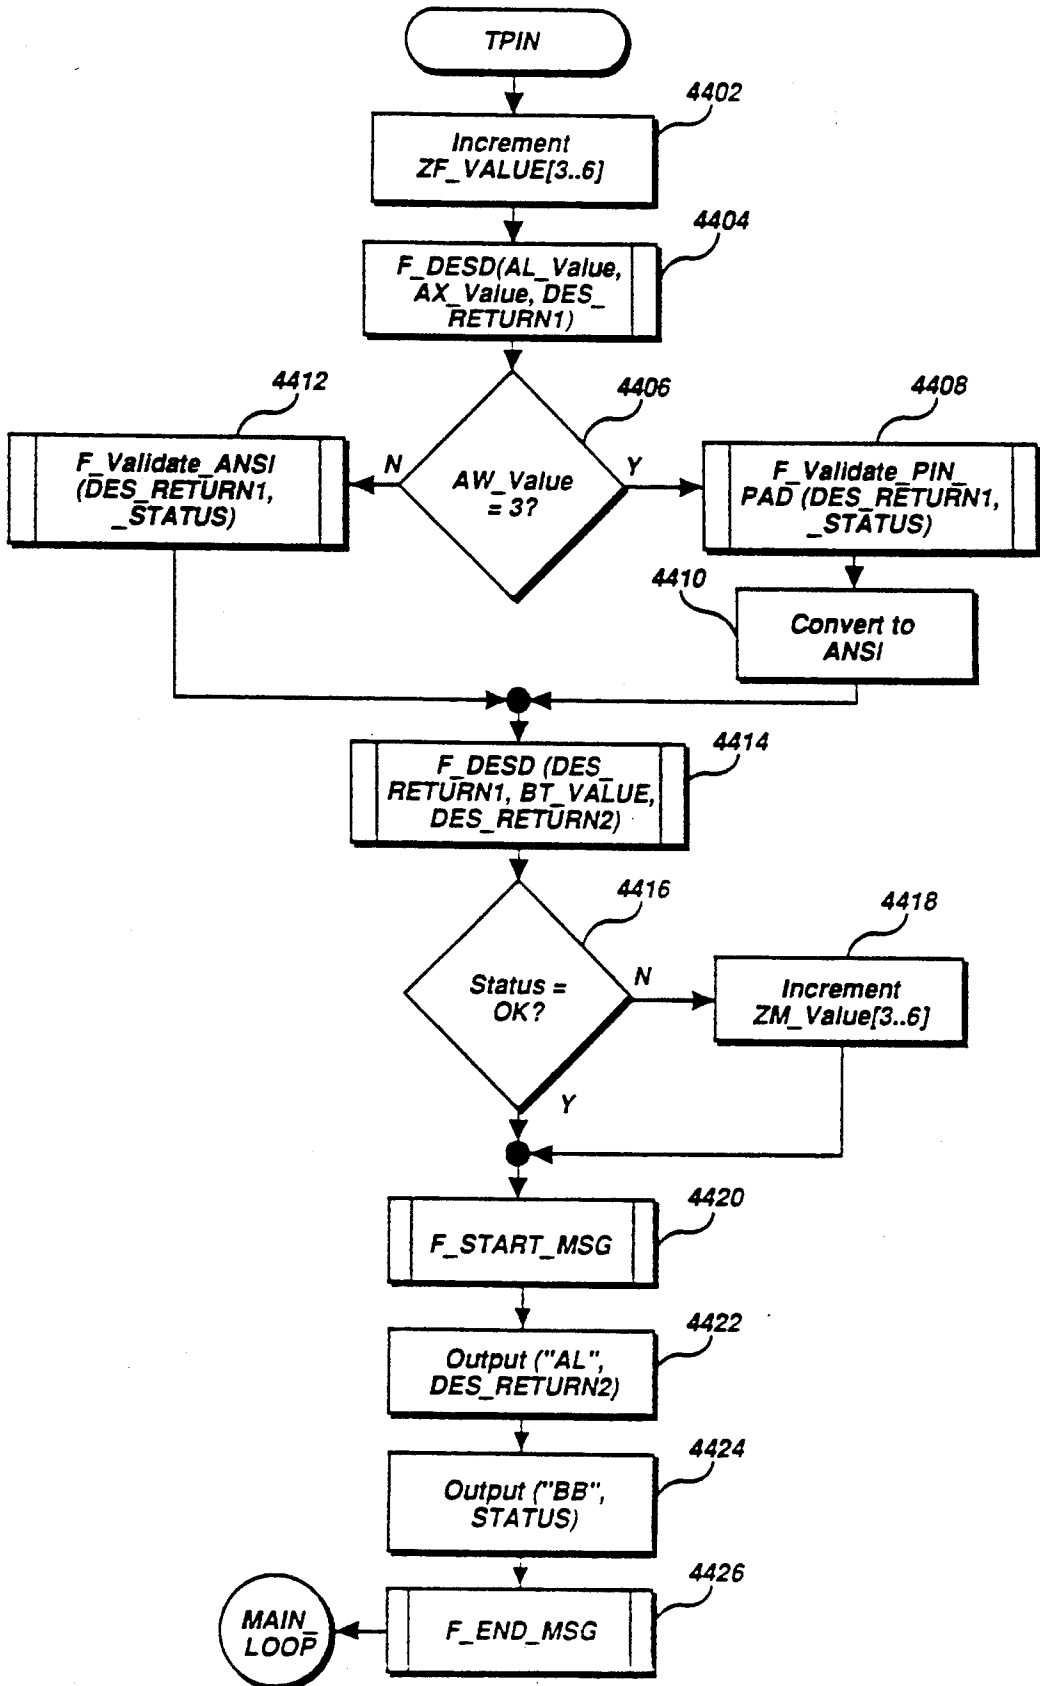 TPIN
4402
Increment
ZF_VALUE[3..6]
4404
F_DESD(AL_Value,
AX_Value, DES_
RETURN1)
4412
4406
4408
F_Validate_ANSI
(DES_RETURN1,
_STATUS)
N
AW_Value
= 3?
Y
F_Validate_PIN_
PAD (DES_RETURN1,
_STATUS)
4410
Convert to
ANSI
4414
F_DESD (DES_
RETURN1, BT_VALUE,
DES_RETURN2)
4416
4418
Status =
OK?
N
Increment
ZM_Value[3..6]
Y
4420
F_START_MSG
4422
Output ("AL",
DES_RETURN2)
4424
Output ("BB",
STATUS)
4426
MAIN_
LOOP
F_END_MSG